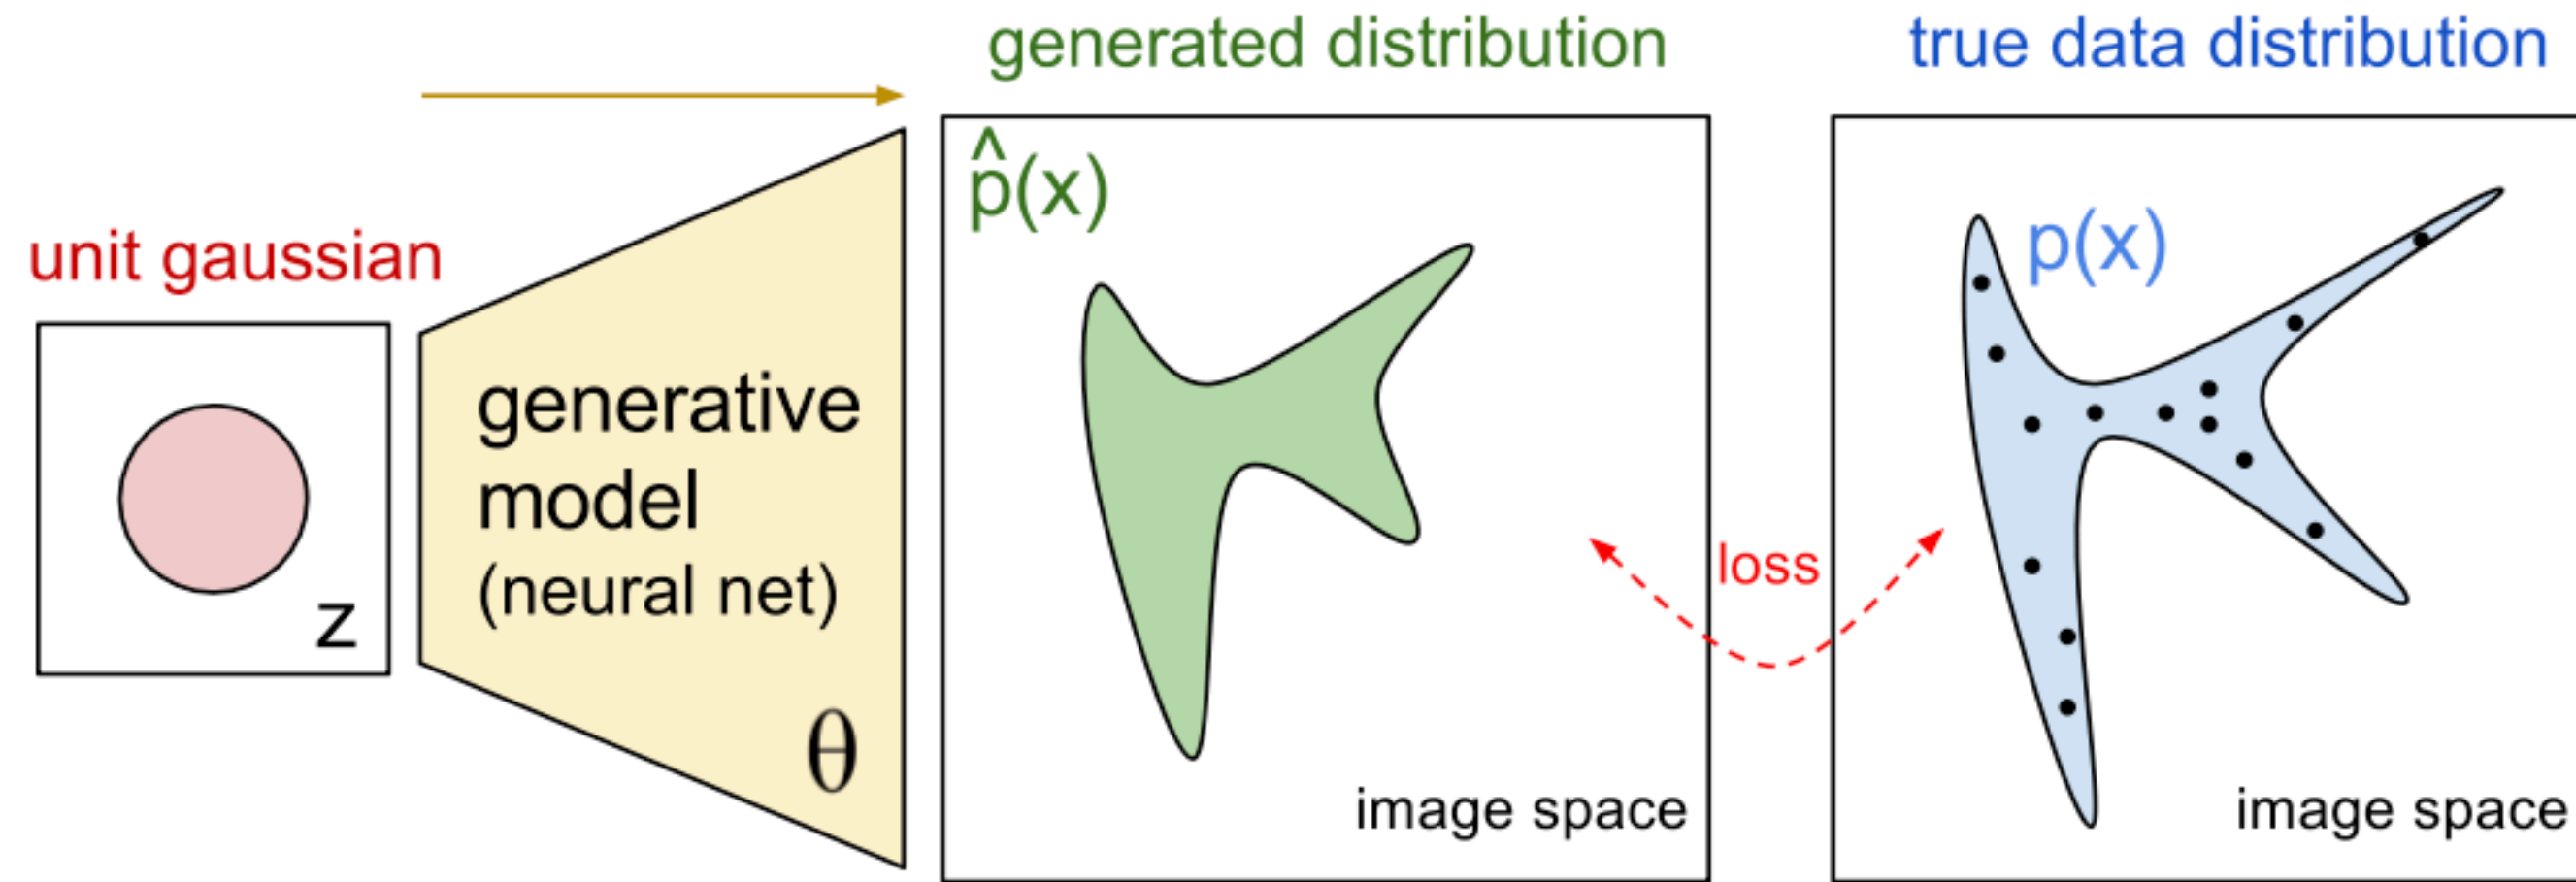 unit gaussian
z
generative
model
(neural net)
θ
generated distribution
p̂(x)
image space
loss
true data distribution
p(x)
image space